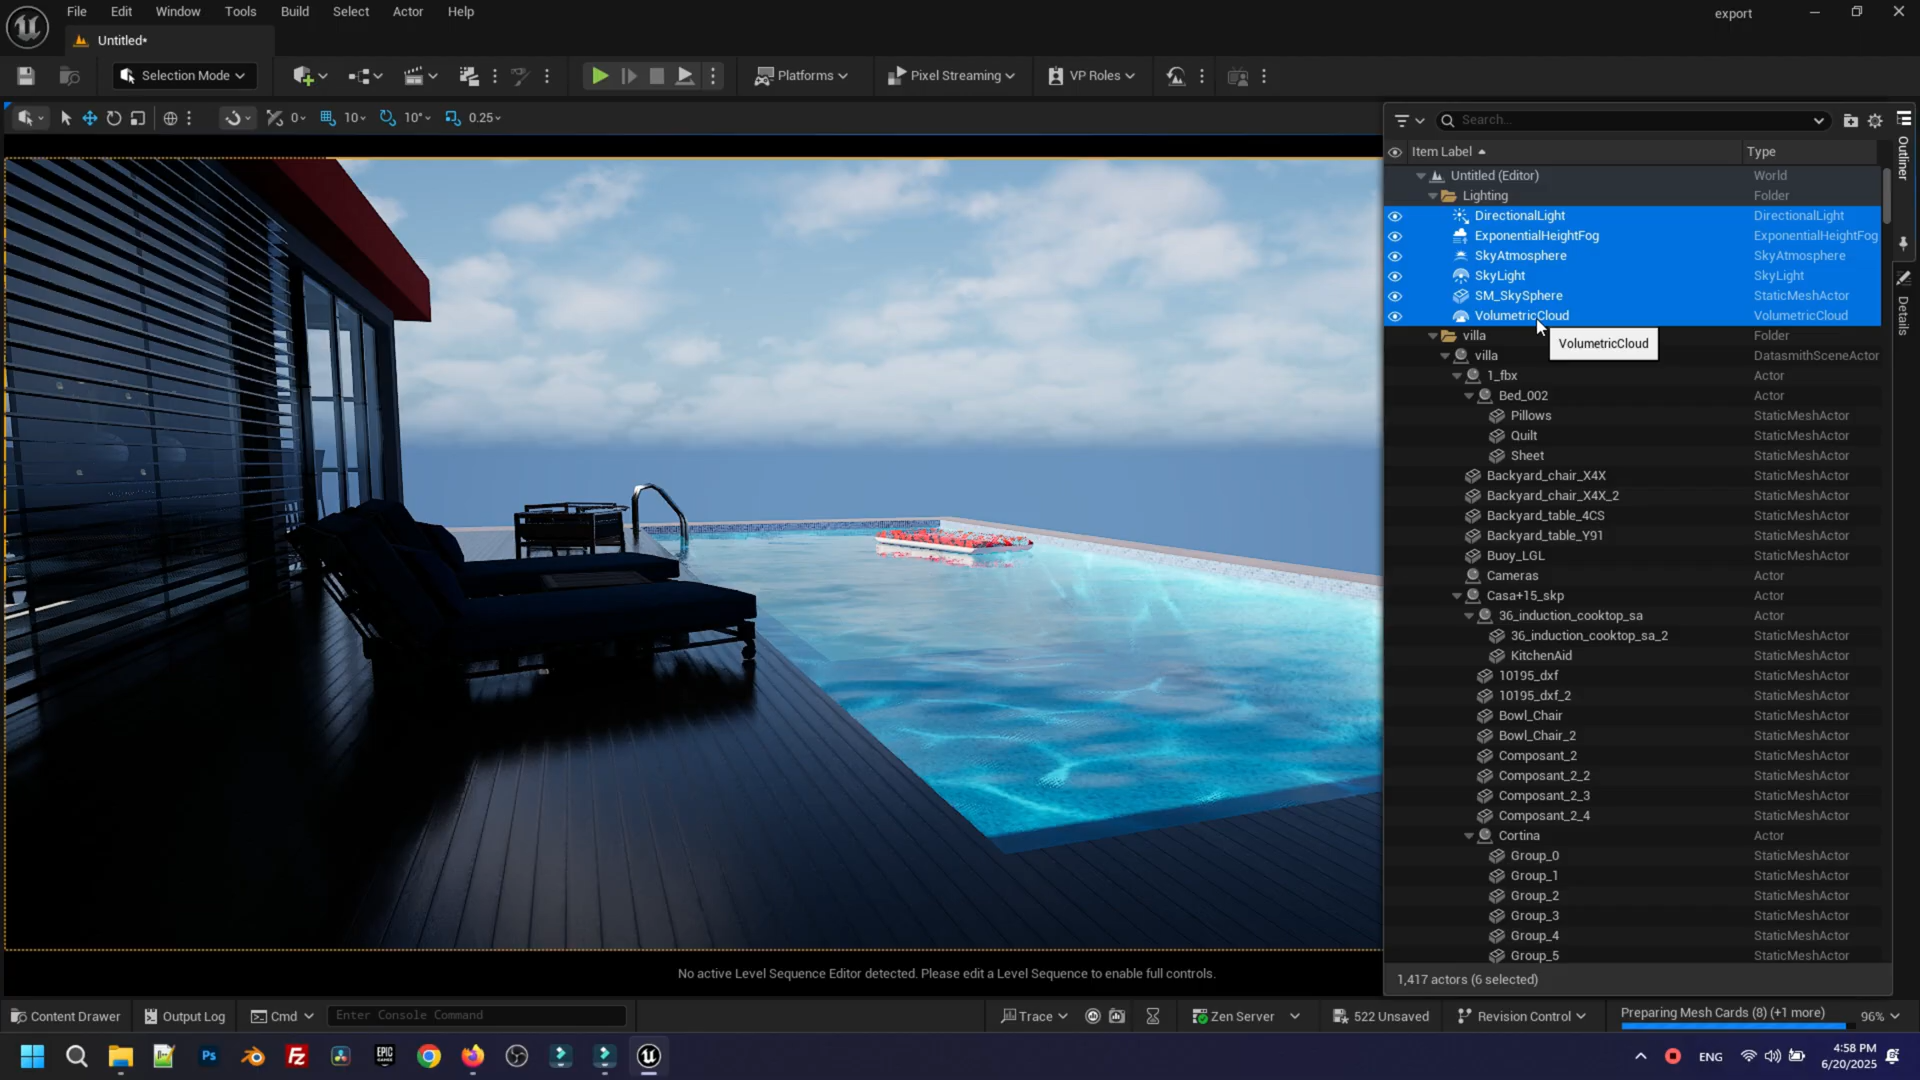 File Edit Window Tools Build Select Actor Help
export
Untitled*
Selection Mode
Platforms
Pixel Streaming
VP Roles
0
10
10°
0.25
Search...
Item Label Type
Untitled (Editor) World
Lighting Folder
DirectionalLight DirectionalLight
ExponentialHeightFog ExponentialHeightFog
SkyAtmosphere SkyAtmosphere
SkyLight SkyLight
SM_SkySphere StaticMeshActor
VolumetricCloud VolumetricCloud
villa Folder
VolumetricCloud
villa DatasmithSceneActor
1_fbx Actor
Bed_002 Actor
Pillows StaticMeshActor
Quilt StaticMeshActor
Sheet StaticMeshActor
Backyard_chair_X4X StaticMeshActor
Backyard_chair_X4X_2 StaticMeshActor
Backyard_table_4CS StaticMeshActor
Backyard_table_Y91 StaticMeshActor
Buoy_LGL StaticMeshActor
Cameras Actor
Casa+15_skp Actor
36_induction_cooktop_sa Actor
36_induction_cooktop_sa_2 StaticMeshActor
KitchenAid StaticMeshActor
10195_dxf StaticMeshActor
10195_dxf_2 StaticMeshActor
Bowl_Chair StaticMeshActor
Bowl_Chair_2 StaticMeshActor
Composant_2 StaticMeshActor
Composant_2_2 StaticMeshActor
Composant_2_3 StaticMeshActor
Composant_2_4 StaticMeshActor
Cortina Actor
Group_0 StaticMeshActor
Group_1 StaticMeshActor
Group_2 StaticMeshActor
Group_3 StaticMeshActor
Group_4 StaticMeshActor
Group_5 StaticMeshActor
1,417 actors (6 selected)
Outliner
Details
No active Level Sequence Editor detected. Please edit a Level Sequence to enable full controls.
Content Drawer
Output Log
Cmd
Enter Console Command
Trace
Zen Server
522 Unsaved
Revision Control
Preparing Mesh Cards (8) (+1 more)
96%
Ps
EPIC GAMES
ENG
4:58 PM
6/20/2025